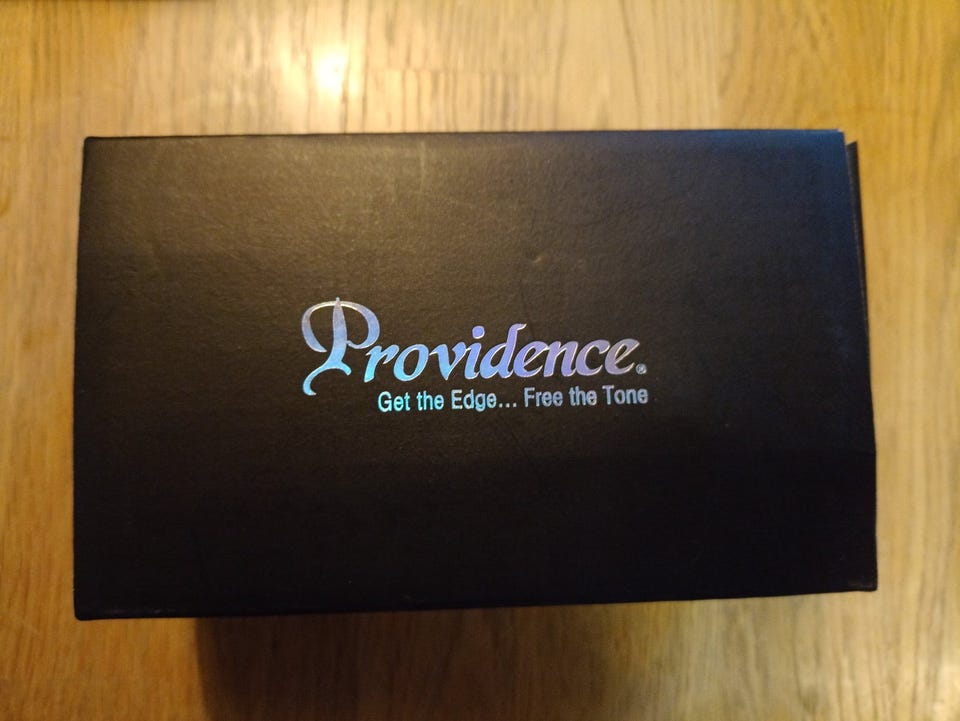 Providence®
Get the Edge... Free the Tone